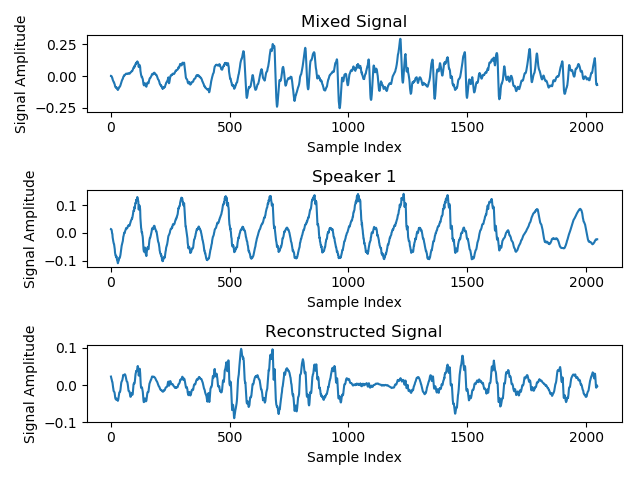 Mixed Signal
Signal Amplitude
0.25
0.00
−0.25
0 500 1000 1500 2000
Sample Index
Speaker 1
Signal Amplitude
0.1
0.0
−0.1
0 500 1000 1500 2000
Sample Index
Reconstructed Signal
Signal Amplitude
0.1
0.0
−0.1
0 500 1000 1500 2000
Sample Index